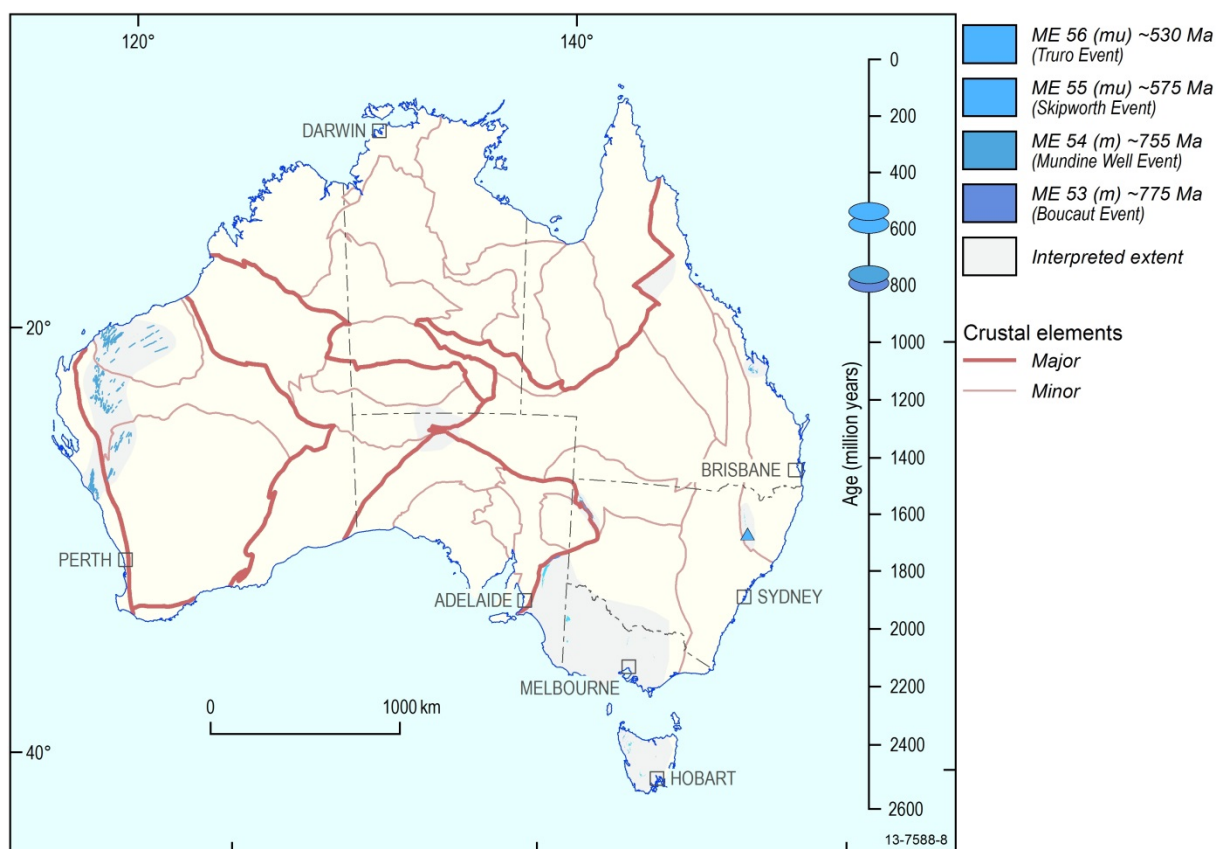 120°
140°
20°
40°
DARWIN
PERTH
ADELAIDE
MELBOURNE
HOBART
SYDNEY
BRISBANE
0
1000 km
Age (million years)
0
200
400
600
800
1000
1200
1400
1600
1800
2000
2200
2400
2600
13-7588-8
ME 56 (mu) ~530 Ma
(Truro Event)
ME 55 (mu) ~575 Ma
(Skipworth Event)
ME 54 (m) ~755 Ma
(Mundine Well Event)
ME 53 (m) ~775 Ma
(Boucaut Event)
Interpreted extent
Crustal elements
Major
Minor